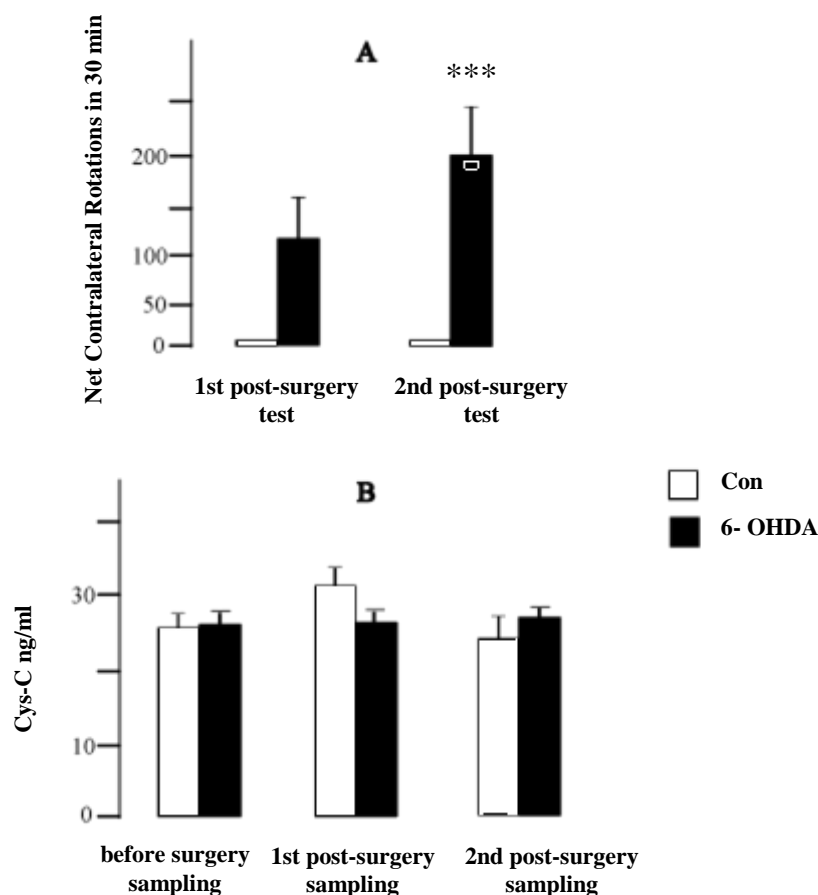 A
Net Contralateral Rotations in 30 min
***
200
100
50
0
1st post-surgery
test
2nd post-surgery
test
B
Con
6- OHDA
Cys-C ng/ml
30
10
0
before surgery
sampling
1st post-surgery
sampling
2nd post-surgery
sampling